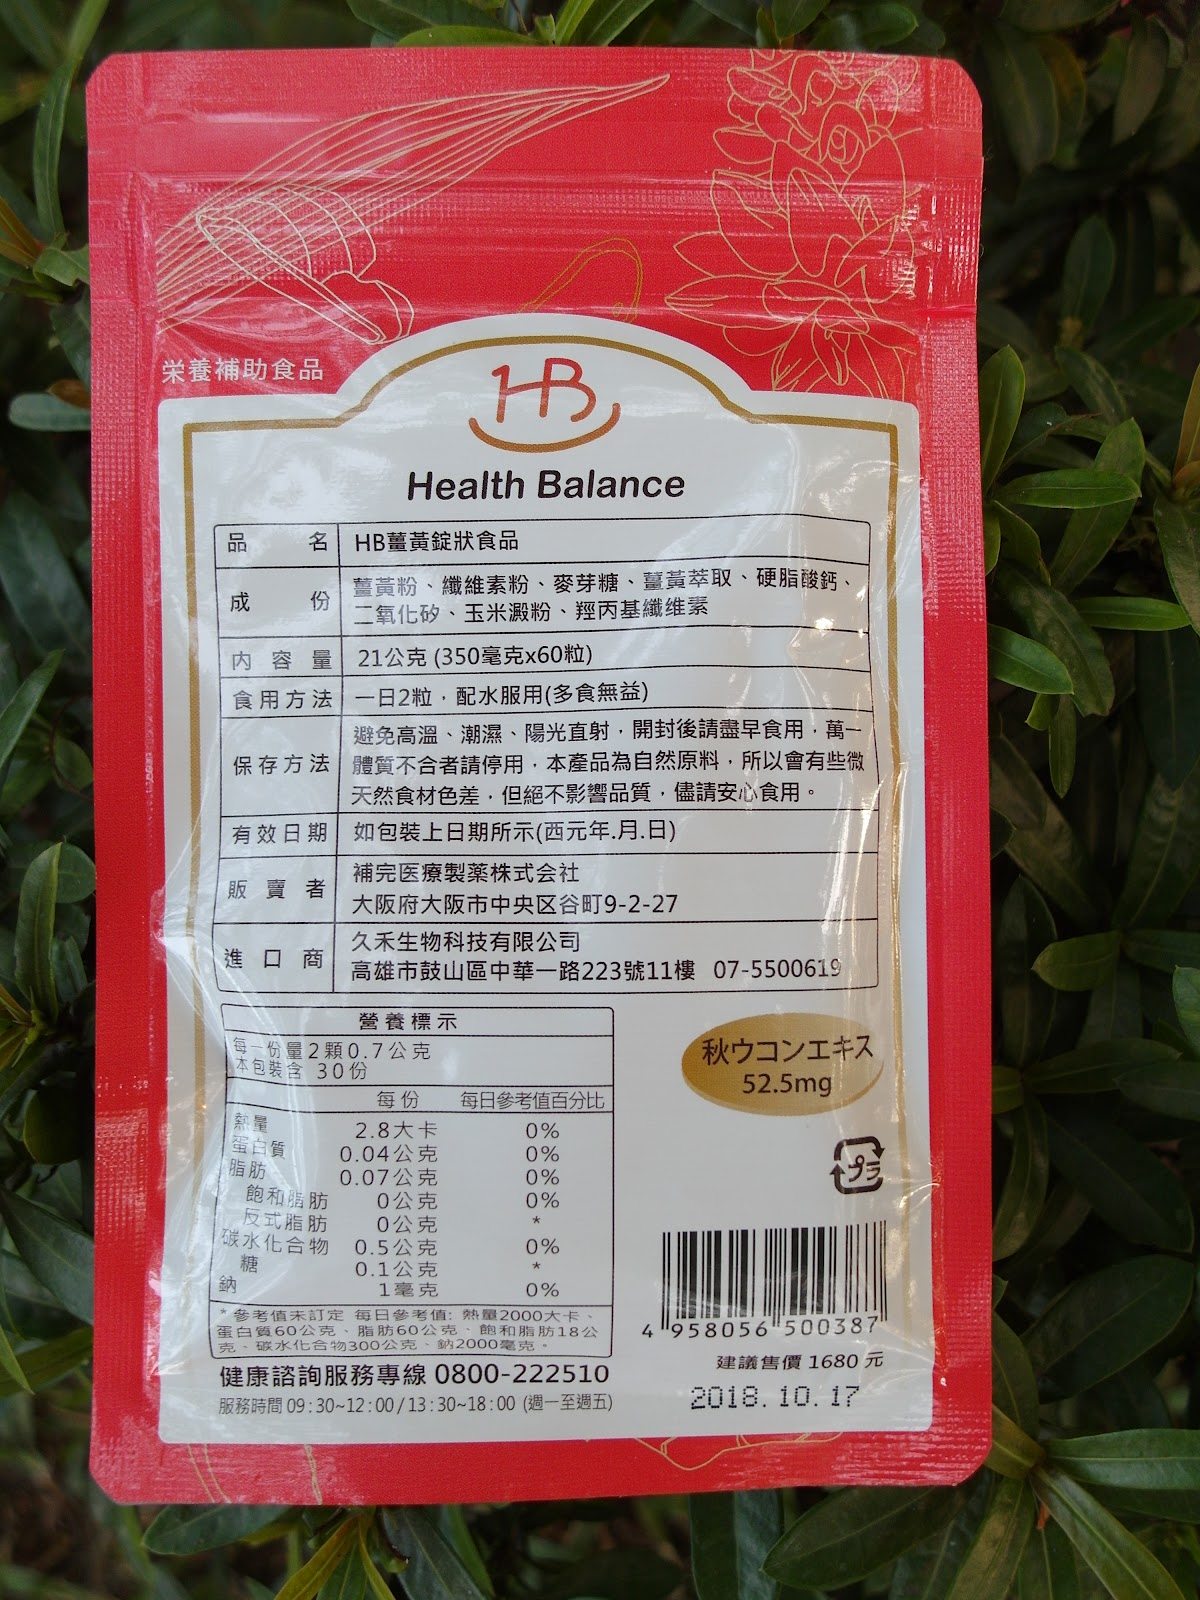 栄養補助食品
HB
Health Balance
品名 HB薑黃錠狀食品
成份 薑黃粉、纖維素粉、麥芽糖、薑黃萃取、硬脂酸鈣、
二氧化矽、玉米澱粉、羥丙基纖维素
內容量 21公克 (350毫克x60粒)
食用方法 一日2粒，配水服用(多食無益)
保存方法 避免高溫、潮濕、陽光直射，開封後請盡早食用，萬一
體質不合者請停用，本產品為自然原料，所以會有些微
天然食材色差，但絕不影響品質，儘請安心食用。
有效日期 如包裝上日期所示(西元年.月.日)
販賣者 補完医療製薬株式会社
大阪府大阪市中央区谷町9-2-27
進口商 久禾生物科技有限公司
高雄市鼓山區中華一路223號11樓 07-5500619
營養標示
每一份量2顆0.7公克
本包裝含 30份
每份 每日參考值百分比
熱量 2.8大卡 0%
蛋白質 0.04公克 0%
脂肪 0.07公克 0%
飽和脂肪 0公克 0%
反式脂肪 0公克 *
碳水化合物 0.5公克 0%
糖 0.1公克 *
鈉 1毫克 0%
*參考值未訂定 每日參考值: 熱量2000大卡、
蛋白質60公克、脂肪60公克、飽和脂肪18公
克、碳水化合物300公克、鈉2000毫克。
健康諮詢服務專線 0800-222510
服務時間 09:30~12:00/13:30~18:00 (週一至週五)
秋ウコンエキス
52.5mg
プラ
4 958056 500387
建議售價 1680 元
2018.10.17